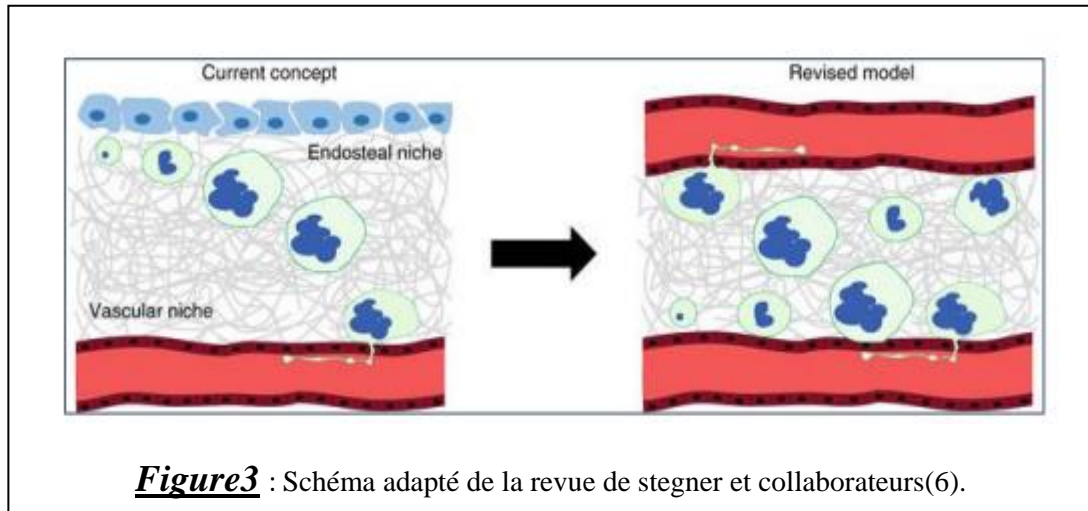 Current concept
Revised model
Endosteal niche
Vascular niche
Figure3 : Schéma adapté de la revue de stegner et collaborateurs(6).